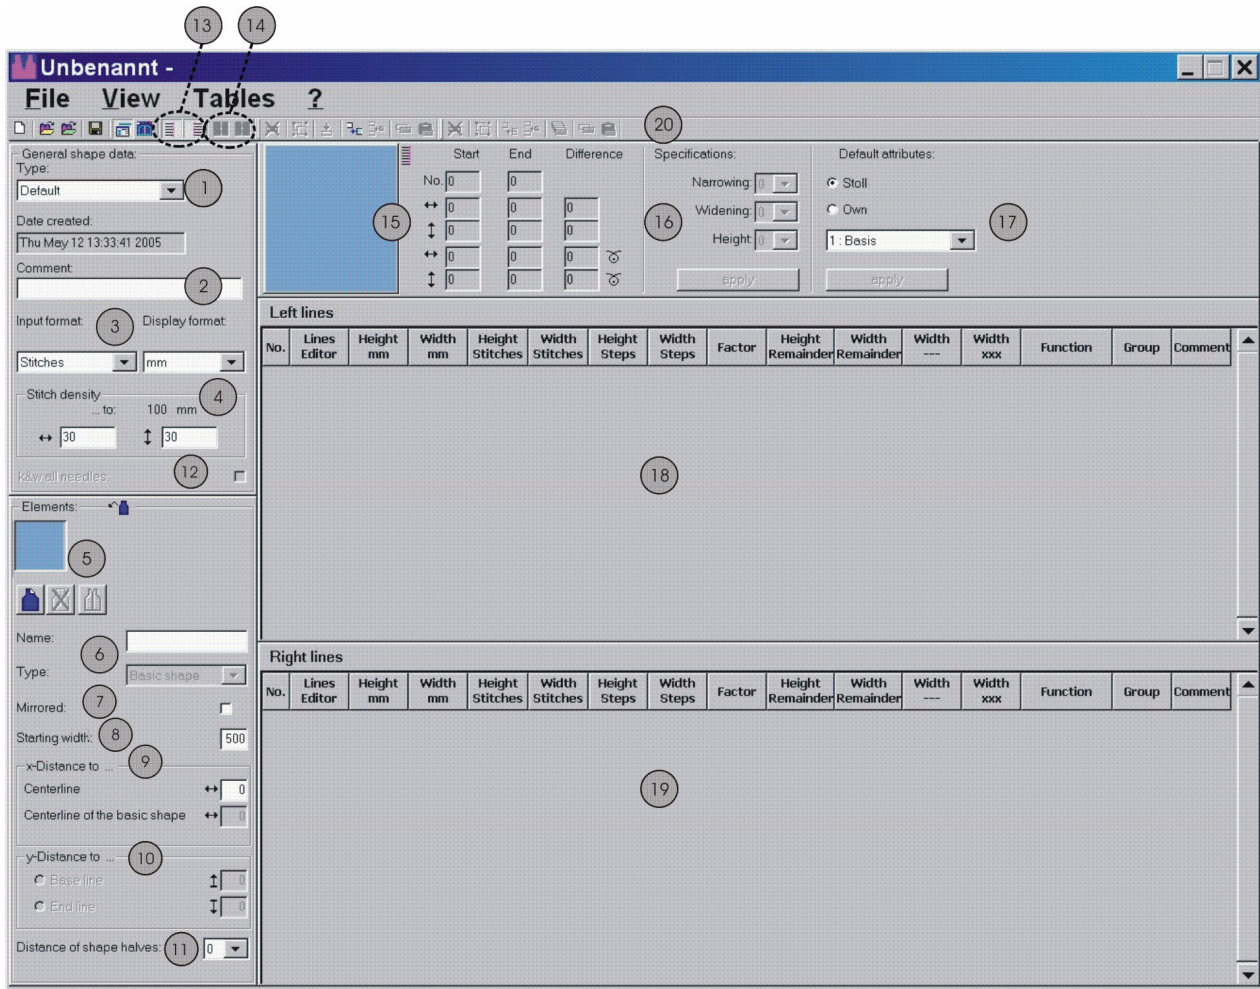 13 14
Unbenannt -
File View Tables ?
20
General shape data:
Type:
Default
1
Date created:
Thu May 12 13:33:41 2005
Comment:
2
Input format: 3 Display format:
Stitches mm
Stitch density 4
... to: 100 mm
30 30
k&w all needles: 12
Elements:
5
Name:
6
Type: Basic shape
Mirrored: 7
Starting width: 8 500
x-Distance to ... 9
Centerline 0
Centerline of the basic shape 0
y-Distance to ... 10
Base line 0
End line 0
Distance of shape halves: 11 0
15
Start End Difference
No. 0 0
0 0 0
0 0 0
0 0 0
0 0 0
Specifications:
Narrowing: 0
Widening: 0
16
Height: 0
apply
Default attributes:
Stoll
Own
17
1 : Basis
apply
Left lines
No. Lines Editor Height mm Width mm Height Stitches Width Stitches Height Steps Width Steps Factor Height Remainder Width Remainder Width --- Width xxx Function Group Comment
18
Right lines
No. Lines Editor Height mm Width mm Height Stitches Width Stitches Height Steps Width Steps Factor Height Remainder Width Remainder Width --- Width xxx Function Group Comment
19